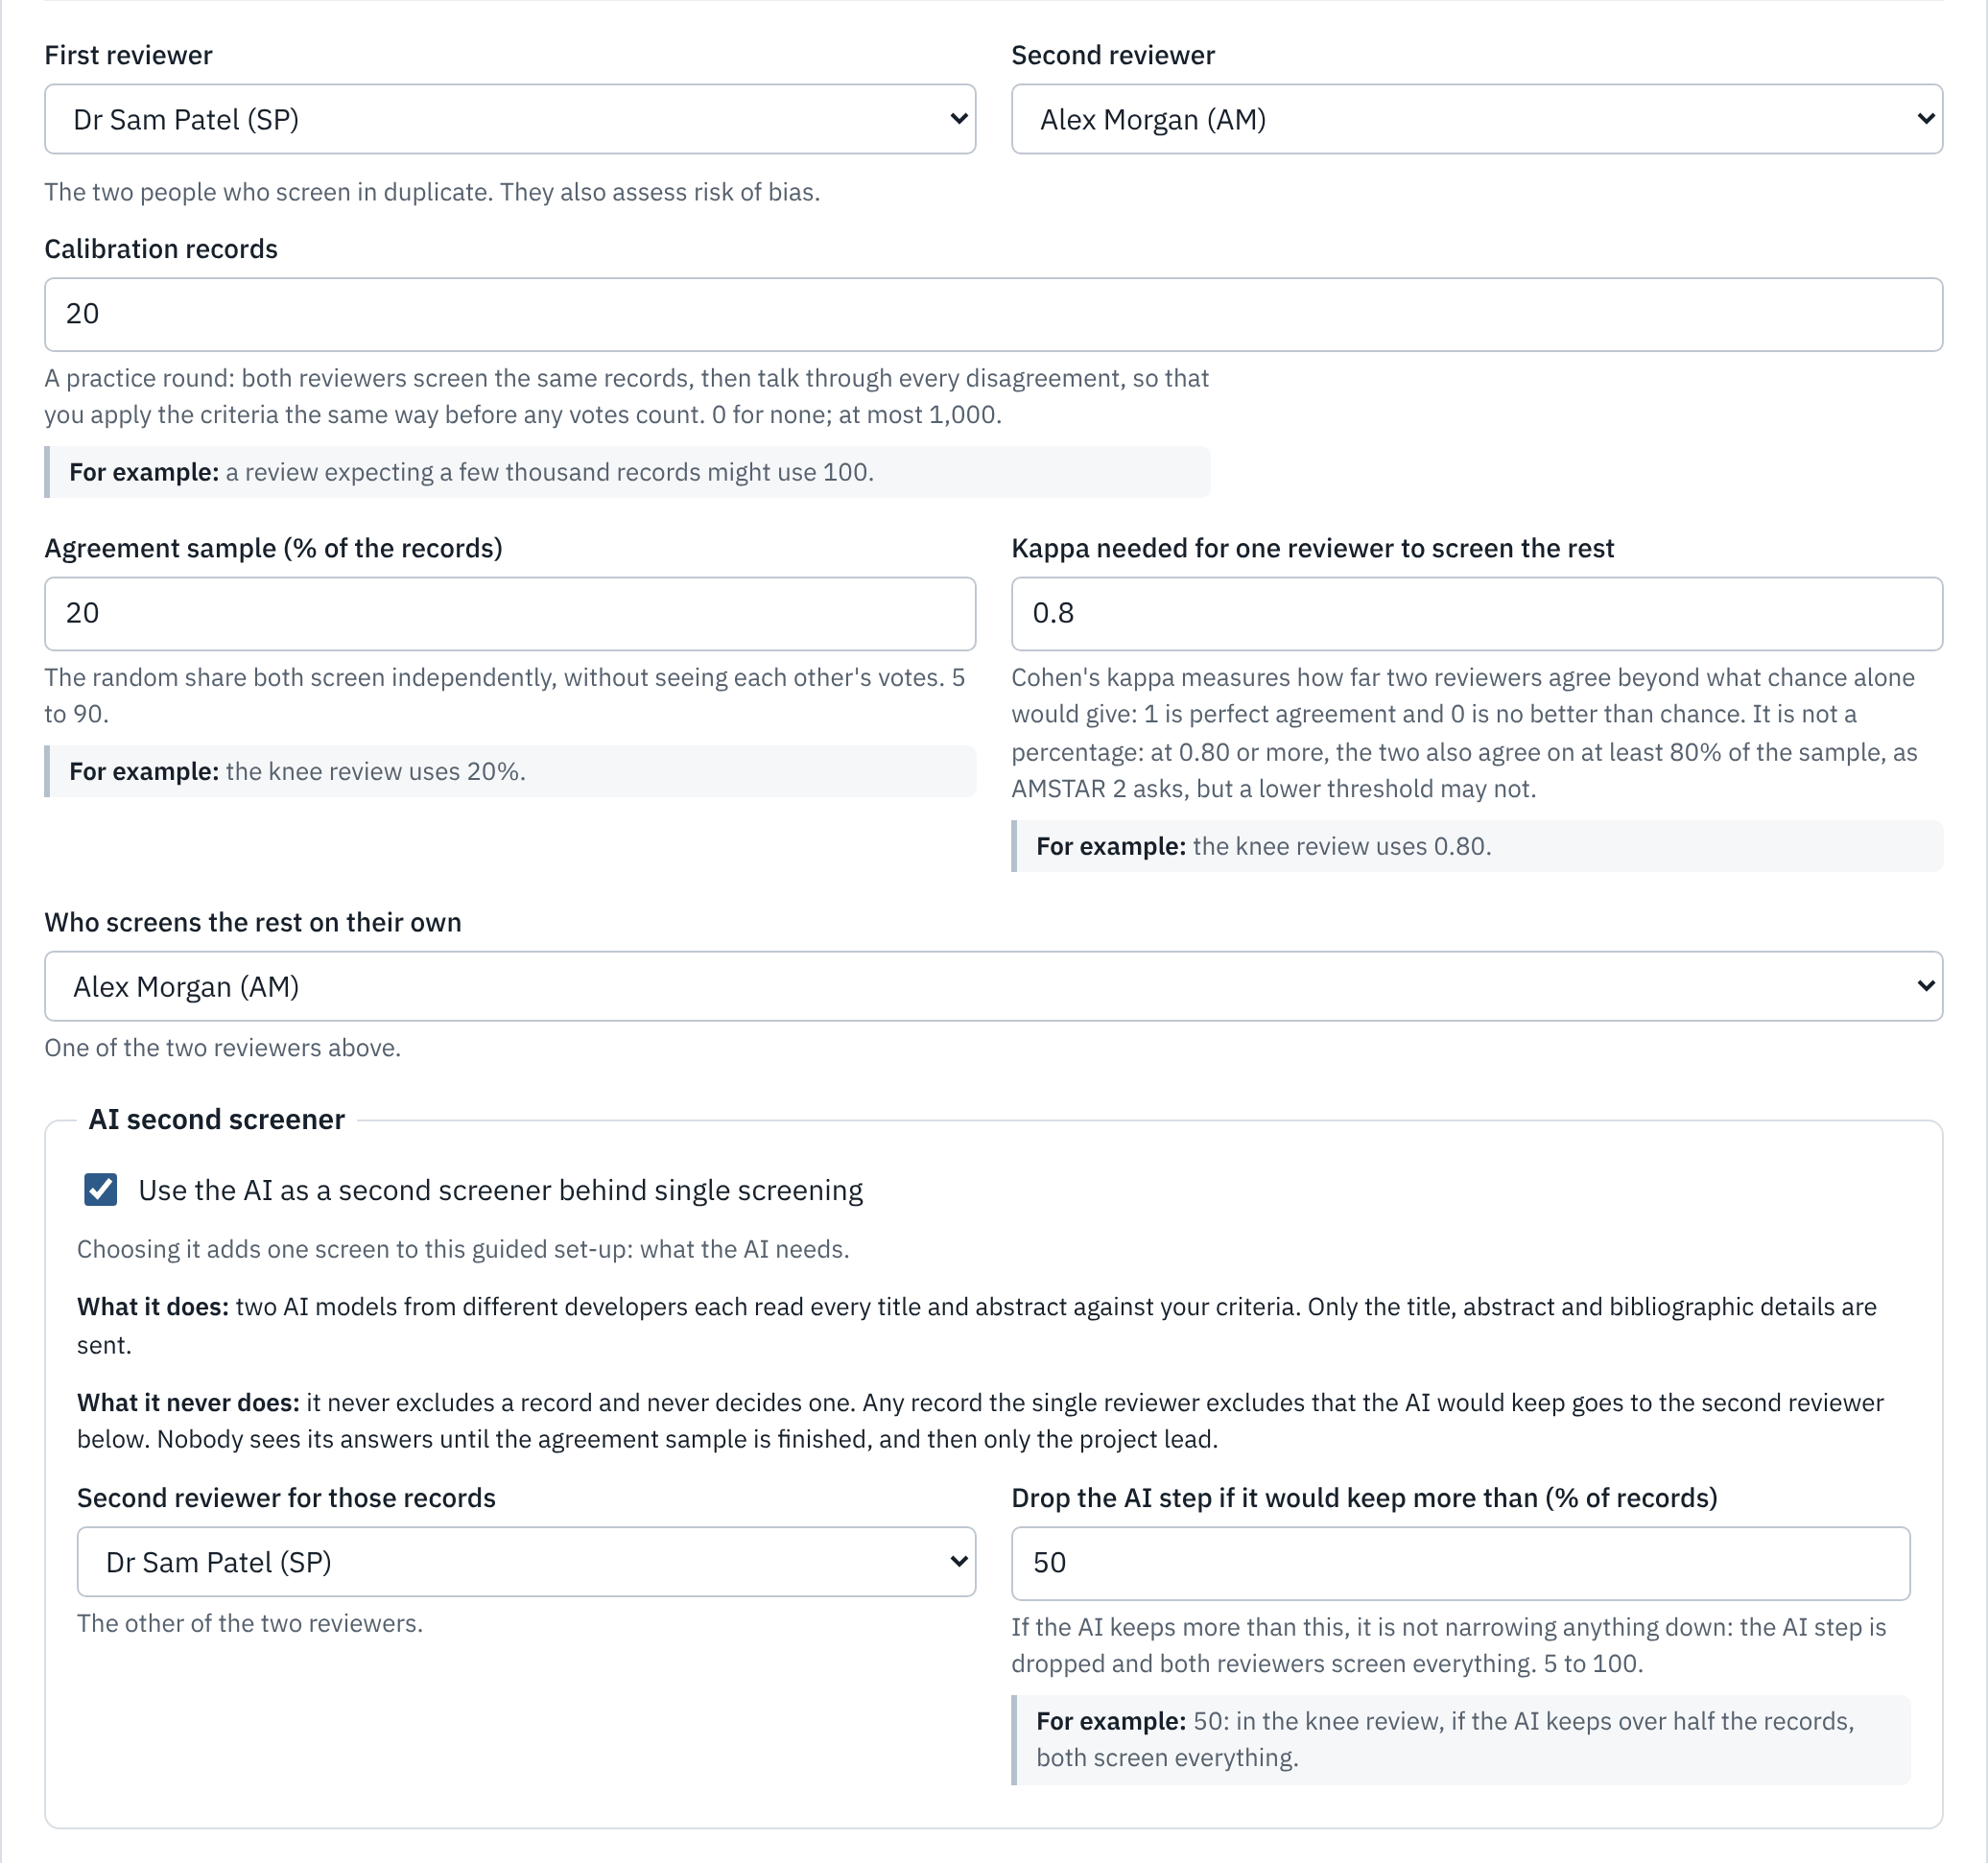 First reviewer
Second reviewer
Dr Sam Patel (SP)
Alex Morgan (AM)
The two people who screen in duplicate. They also assess risk of bias.
Calibration records
20
A practice round: both reviewers screen the same records, then talk through every disagreement, so that
you apply the criteria the same way before any votes count. 0 for none; at most 1,000.
For example: a review expecting a few thousand records might use 100.
Agreement sample (% of the records)
20
The random share both screen independently, without seeing each other's votes. 5
to 90.
For example: the knee review uses 20%.
Kappa needed for one reviewer to screen the rest
0.8
Cohen's kappa measures how far two reviewers agree beyond what chance alone
would give: 1 is perfect agreement and 0 is no better than chance. It is not a
percentage: at 0.80 or more, the two also agree on at least 80% of the sample, as
AMSTAR 2 asks, but a lower threshold may not.
For example: the knee review uses 0.80.
Who screens the rest on their own
Alex Morgan (AM)
One of the two reviewers above.
AI second screener
Use the AI as a second screener behind single screening
Choosing it adds one screen to this guided set-up: what the AI needs.
What it does: two AI models from different developers each read every title and abstract against your criteria. Only the title, abstract and bibliographic details are
sent.
What it never does: it never excludes a record and never decides one. Any record the single reviewer excludes that the AI would keep goes to the second reviewer
below. Nobody sees its answers until the agreement sample is finished, and then only the project lead.
Second reviewer for those records
Dr Sam Patel (SP)
The other of the two reviewers.
Drop the AI step if it would keep more than (% of records)
50
If the AI keeps more than this, it is not narrowing anything down: the AI step is
dropped and both reviewers screen everything. 5 to 100.
For example: 50: in the knee review, if the AI keeps over half the records,
both screen everything.